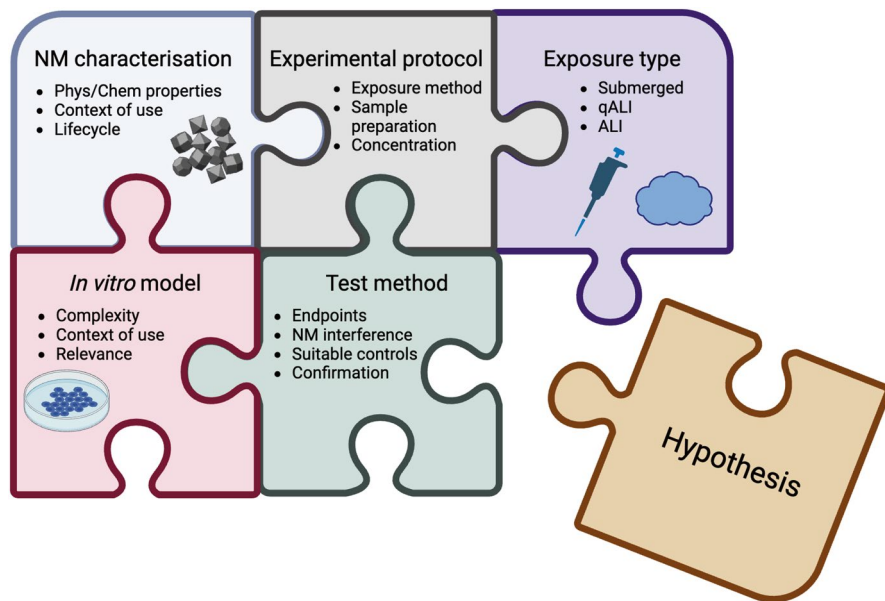 NM characterisation
• Phys/Chem properties
• Context of use
• Lifecycle
Experimental protocol
• Exposure method
• Sample
preparation
• Concentration
Exposure type
• Submerged
• qALI
• ALI
In vitro model
• Complexity
• Context of use
• Relevance
Test method
• Endpoints
• NM interference
• Suitable controls
• Confirmation
Hypothesis